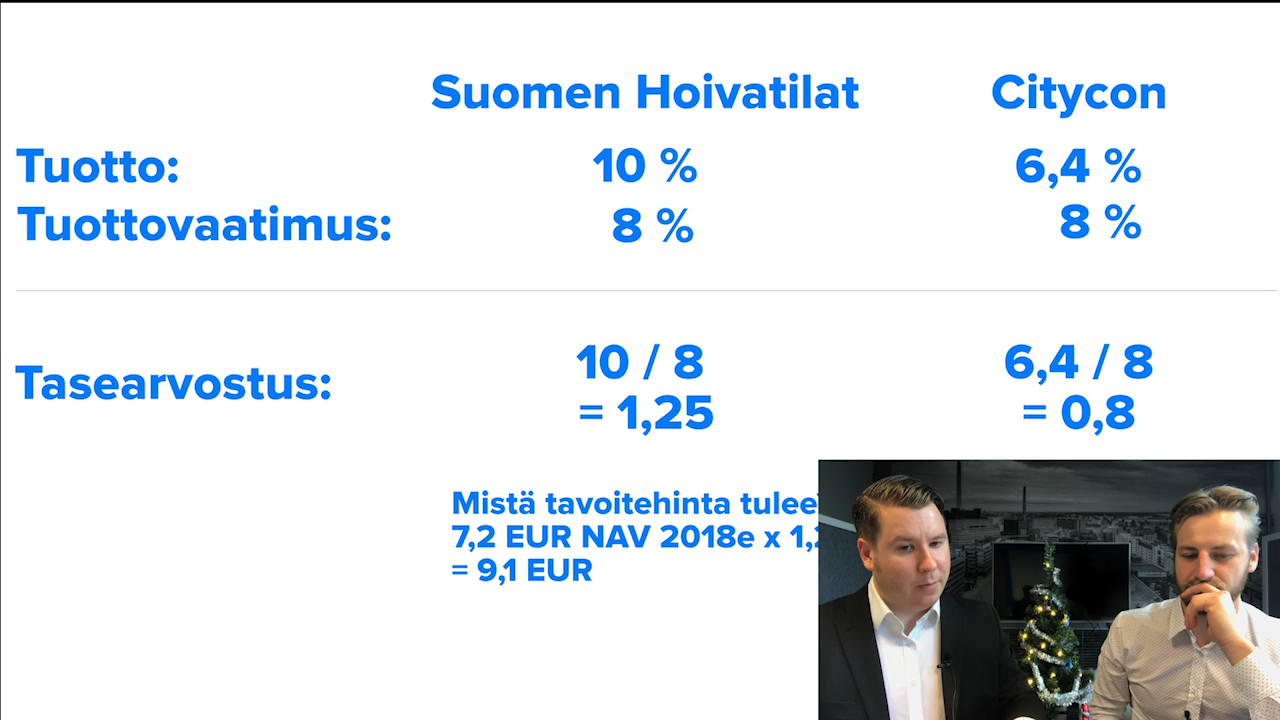 Suomen Hoivatilat Citycon
Tuotto: 10 % 6,4 %
Tuottovaatimus: 8 % 8 %
Tasearvostus:
10 / 8 6,4 / 8
= 1,25 = 0,8
Mistä tavoitehinta tulee
7,2 EUR NAV 2018e x
= 9,1 EUR